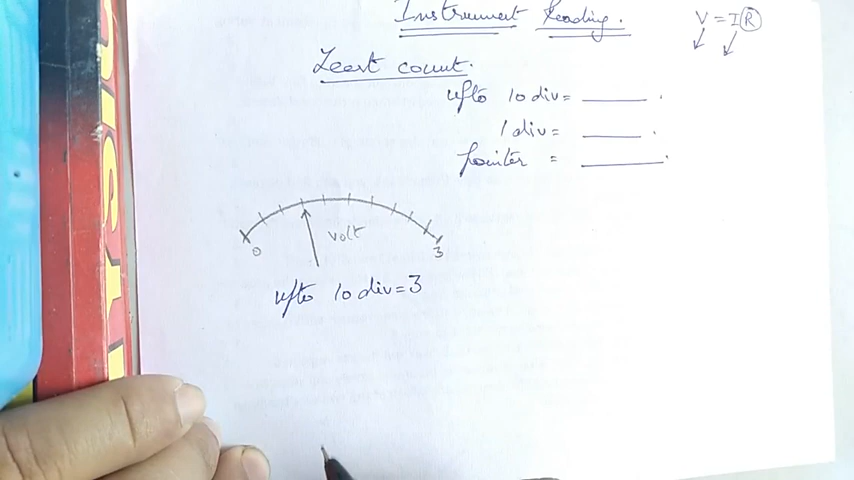 Instrument Reading.
V = IR
Least count.
upto 10 div = ______ .
1 div = ______ .
pointer = ______ .
volt
0
3
upto 10 div = 3